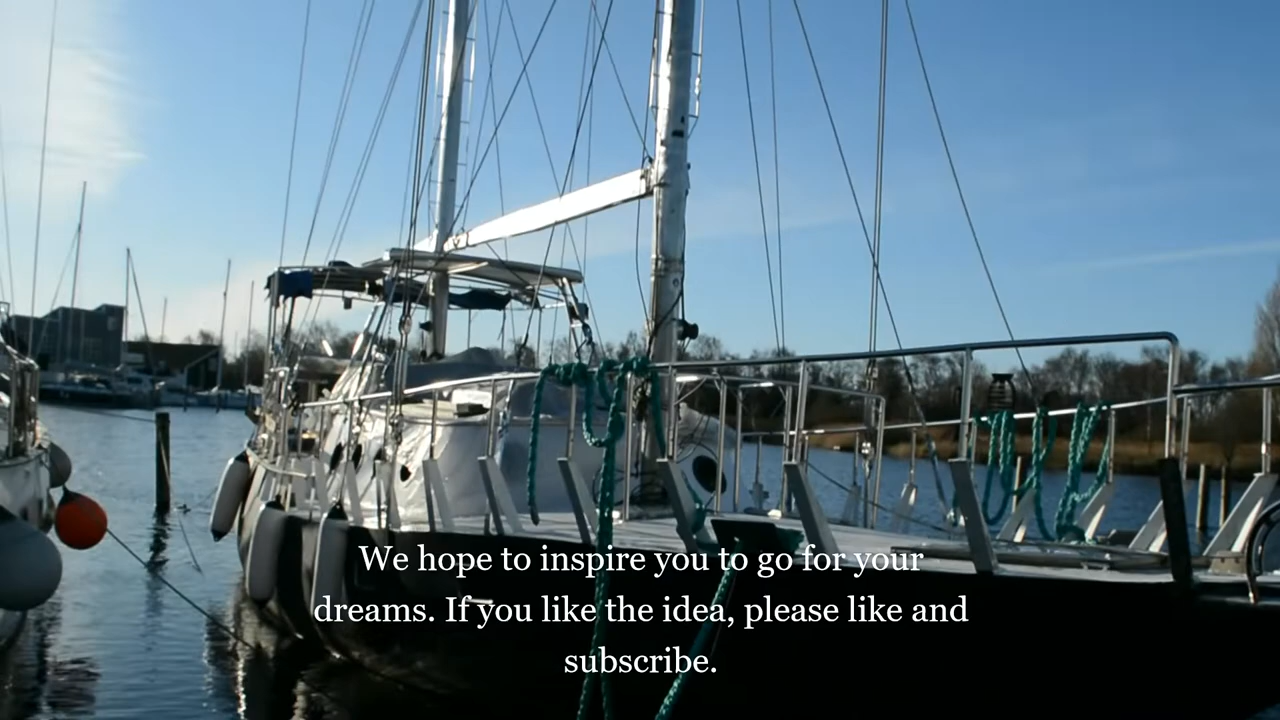 We hope to inspire you to go for your
dreams. If you like the idea, please like and
subscribe.